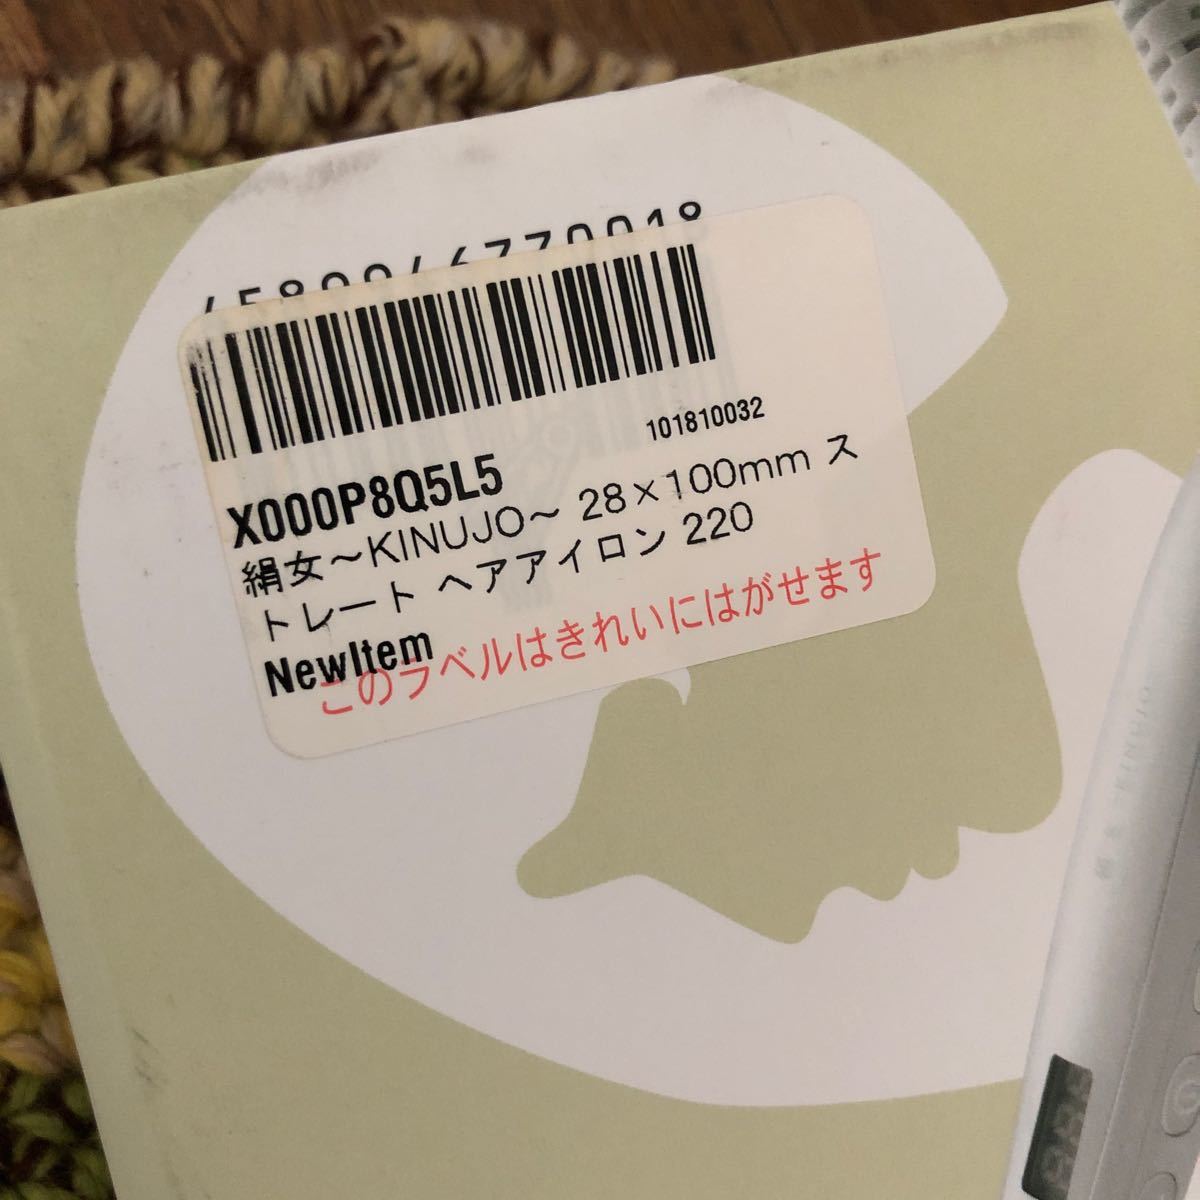 101810032
X000P8Q5L5
絹女～KINUJO～ 28×100mm ス
トレート ヘアアイロン 220
NewItem
このラベルはきれいにはがせます